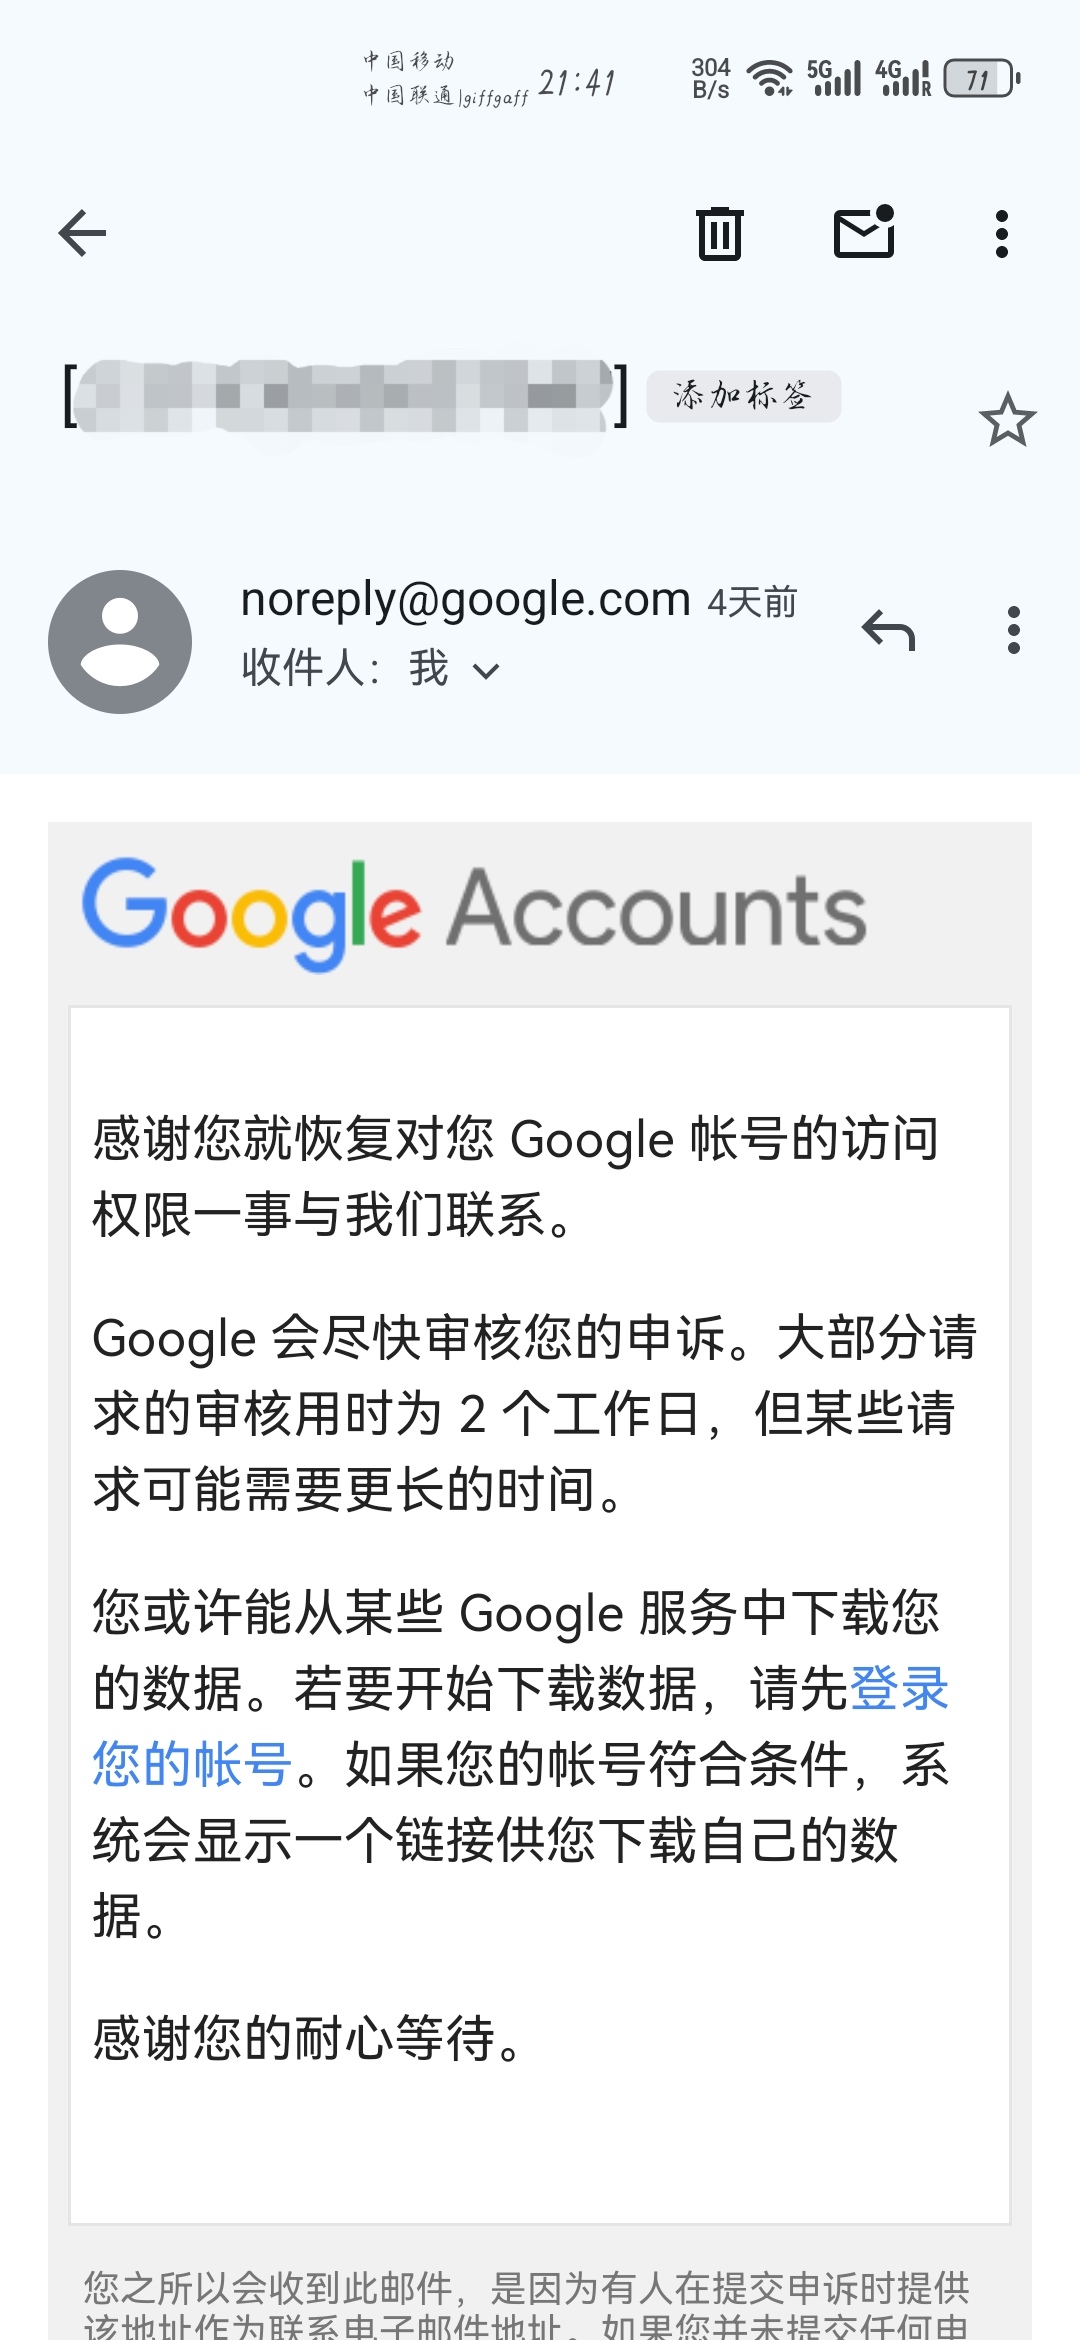 中国移动
中国联通|giffgaff 21:41
304
B/s
5G
4G
R
71
[
]
添加标签
noreply@google.com 4天前
收件人：我
Google Accounts
感谢您就恢复对您 Google 帐号的访问
权限一事与我们联系。
Google 会尽快审核您的申诉。大部分请
求的审核用时为 2 个工作日，但某些请
求可能需要更长的时间。
您或许能从某些 Google 服务中下载您
的数据。若要开始下载数据，请先登录
您的帐号。如果您的帐号符合条件，系
统会显示一个链接供您下载自己的数
据。
感谢您的耐心等待。
您之所以会收到此邮件，是因为有人在提交申诉时提供
该地址作为联系电子邮件地址。如果您并未提交任何申